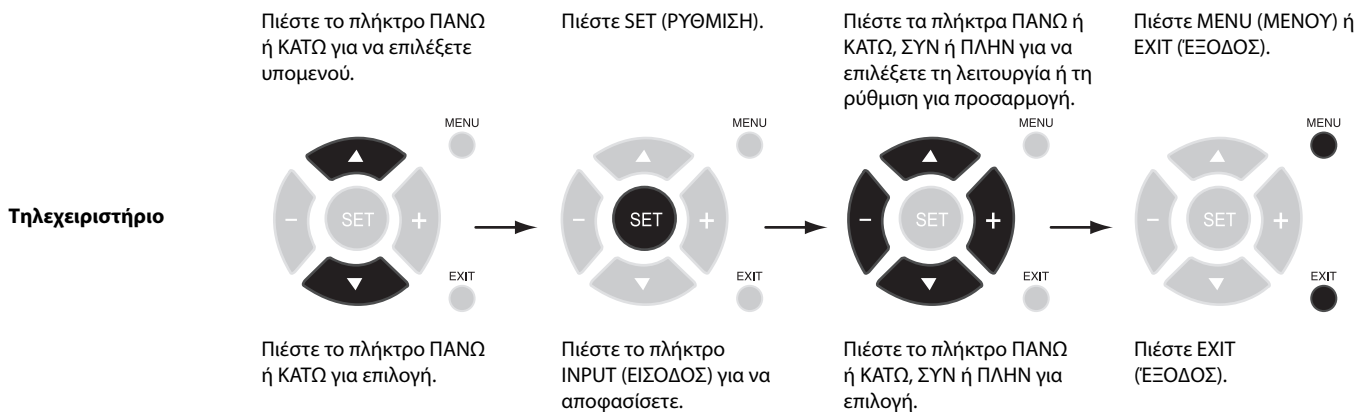 Πιέστε το πλήκτρο ΠΑΝΩ
ή ΚΑΤΩ για να επιλέξετε
υπομενού.
Πιέστε SET (ΡΥΘΜΙΣΗ).
Πιέστε τα πλήκτρα ΠΑΝΩ ή
ΚΑΤΩ, ΣΥΝ ή ΠΛΗΝ για να
επιλέξετε τη λειτουργία ή τη
ρύθμιση για προσαρμογή.
Πιέστε MENU (ΜΕΝΟΥ) ή
EXIT (ΈΞΟΔΟΣ).
Τηλεχειριστήριο
MENU
- SET +
EXIT
MENU
- SET +
EXIT
MENU
- SET +
EXIT
MENU
- SET +
EXIT
Πιέστε το πλήκτρο ΠΑΝΩ
ή ΚΑΤΩ για επιλογή.
Πιέστε το πλήκτρο
INPUT (ΕΙΣΟΔΟΣ) για να
αποφασίσετε.
Πιέστε το πλήκτρο ΠΑΝΩ
ή ΚΑΤΩ, ΣΥΝ ή ΠΛΗΝ για
επιλογή.
Πιέστε EXIT
(ΈΞΟΔΟΣ).